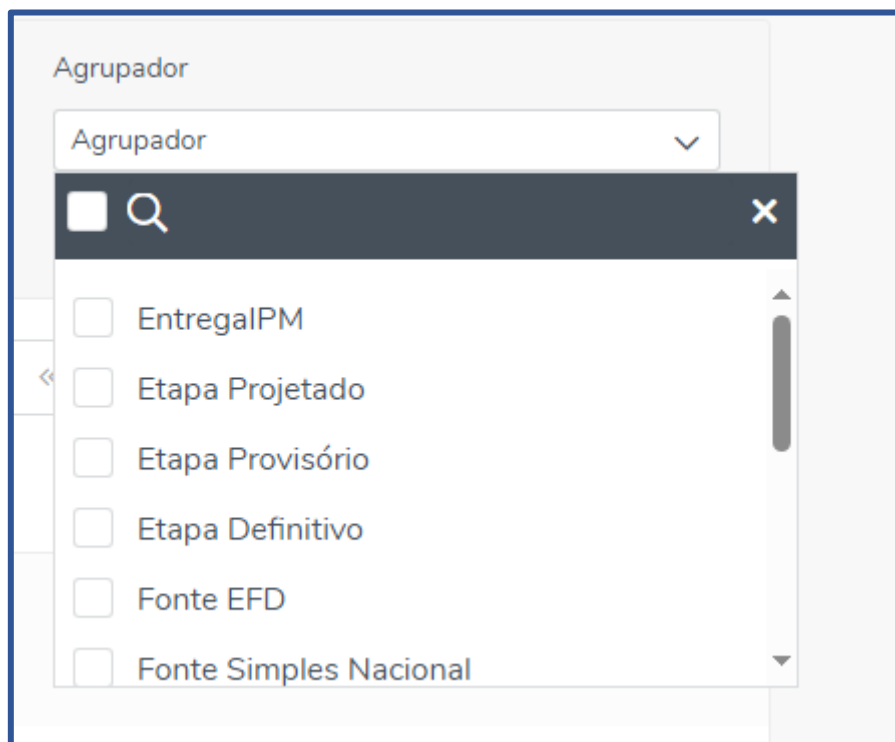 Agrupador
Agrupador
EntregaIPM
Etapa Projetado
Etapa Provisório
Etapa Definitivo
Fonte EFD
Fonte Simples Nacional